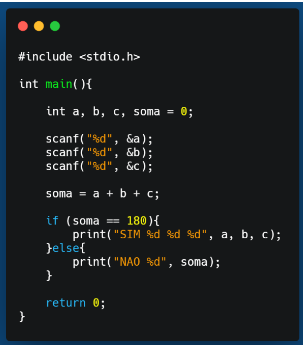 #include <stdio.h>
int main(){
int a, b, c, soma = 0;
scanf("%d", &a);
scanf("%d", &b);
scanf("%d", &c);
soma = a + b + c;
if (soma == 180){
print("SIM %d %d %d", a, b, c);
}else{
print("NAO %d", soma);
}
return 0;
}